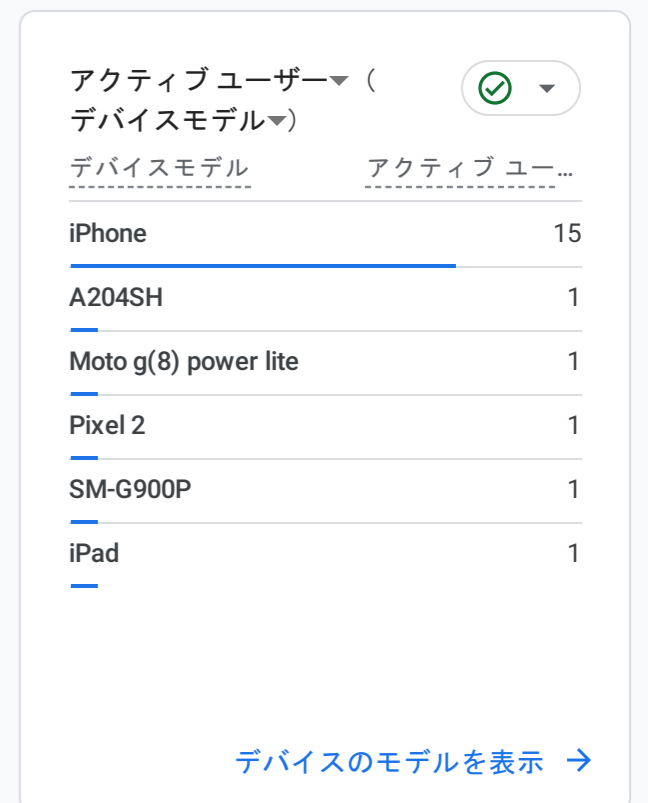 アクティブ ユーザー▼（
デバイスモデル▼）
デバイスモデル アクティブ ユー…
iPhone 15
A204SH 1
Moto g(8) power lite 1
Pixel 2 1
SM-G900P 1
iPad 1
デバイスのモデルを表示 →